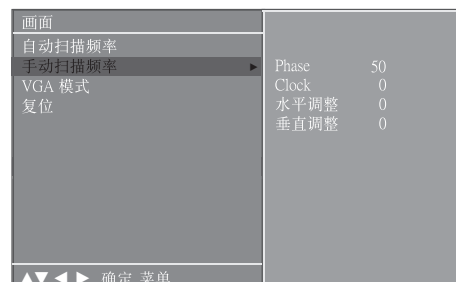 画面
自动扫描频率
手动扫描频率 ►
VGA 模式
复位
Phase 50
Clock 0
水平调整 0
垂直调整 0
▲▼◄► 确定 菜单